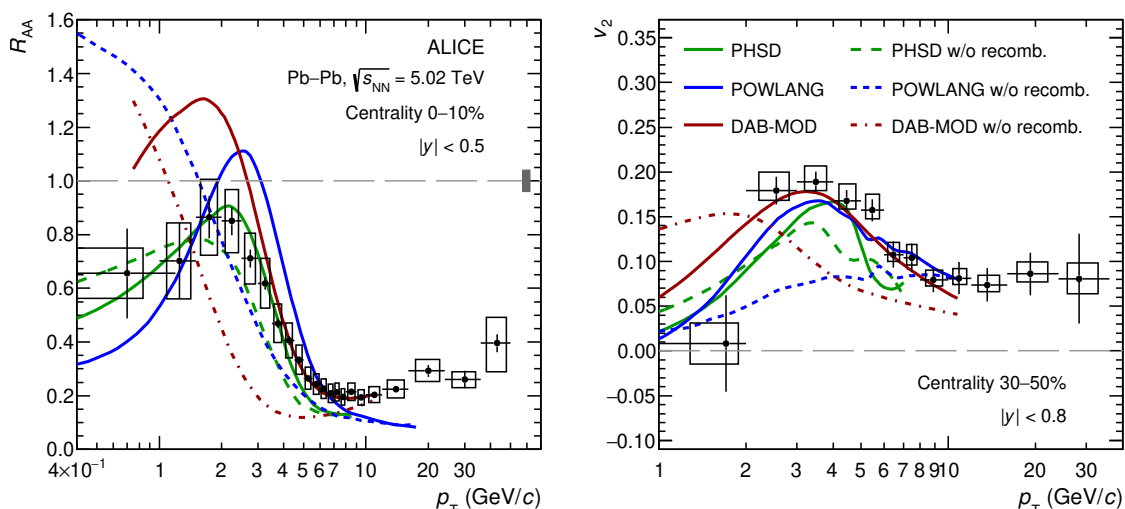 R_AA
1.6
1.4
1.2
1.0
0.8
0.6
0.4
0.2
0.0
ALICE
Pb–Pb, √s_NN = 5.02 TeV
Centrality 0–10%
|y| < 0.5
4×10⁻¹ 1 2 3 4 5 6 7 10 20 30
p_T (GeV/c)
v_2
0.35
0.30
0.25
0.20
0.15
0.10
0.05
0.00
−0.05
−0.10
PHSD PHSD w/o recomb.
POWLANG POWLANG w/o recomb.
DAB-MOD DAB-MOD w/o recomb.
Centrality 30–50%
|y| < 0.8
1 2 3 4 5 6 7 8 9 10 20 30
p_T (GeV/c)